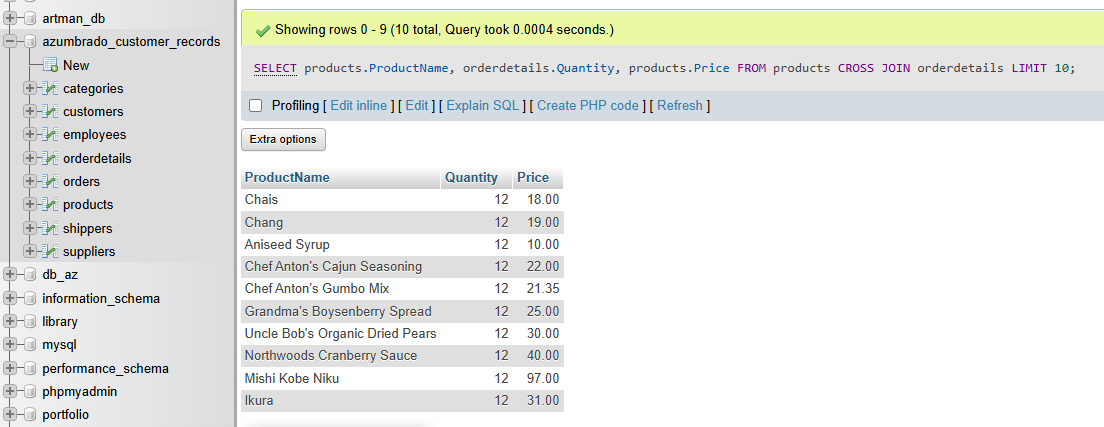 artman_db
azumbrado_customer_records
New
categories
customers
employees
orderdetails
orders
products
shippers
suppliers
db_az
information_schema
library
mysql
performance_schema
phpmyadmin
portfolio
Showing rows 0 - 9 (10 total, Query took 0.0004 seconds.)
SELECT products.ProductName, orderdetails.Quantity, products.Price FROM products CROSS JOIN orderdetails LIMIT 10;
Profiling [ Edit inline ] [ Edit ] [ Explain SQL ] [ Create PHP code ] [ Refresh ]
Extra options
ProductName Quantity Price
Chais 12 18.00
Chang 12 19.00
Aniseed Syrup 12 10.00
Chef Anton's Cajun Seasoning 12 22.00
Chef Anton's Gumbo Mix 12 21.35
Grandma's Boysenberry Spread 12 25.00
Uncle Bob's Organic Dried Pears 12 30.00
Northwoods Cranberry Sauce 12 40.00
Mishi Kobe Niku 12 97.00
Ikura 12 31.00